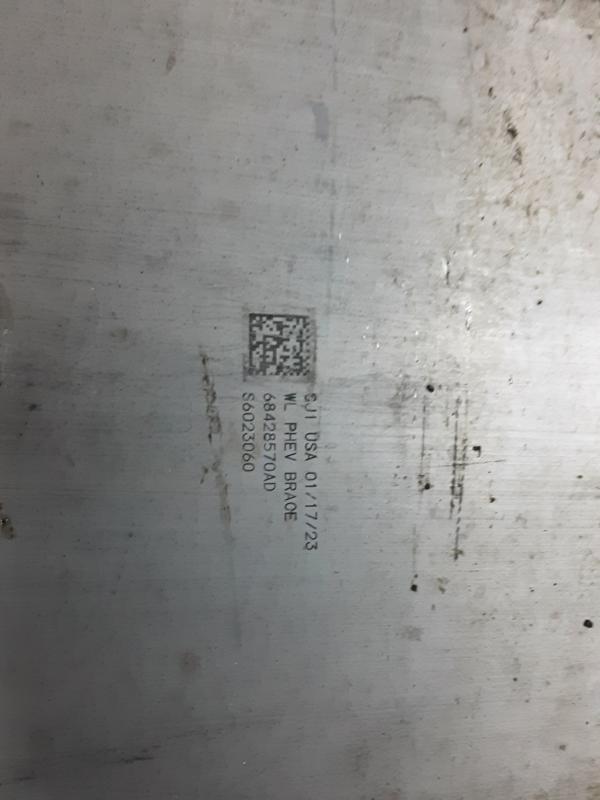 SJI USA 01/17/23
WL PHEV BRACE
68428570AD
S6023060